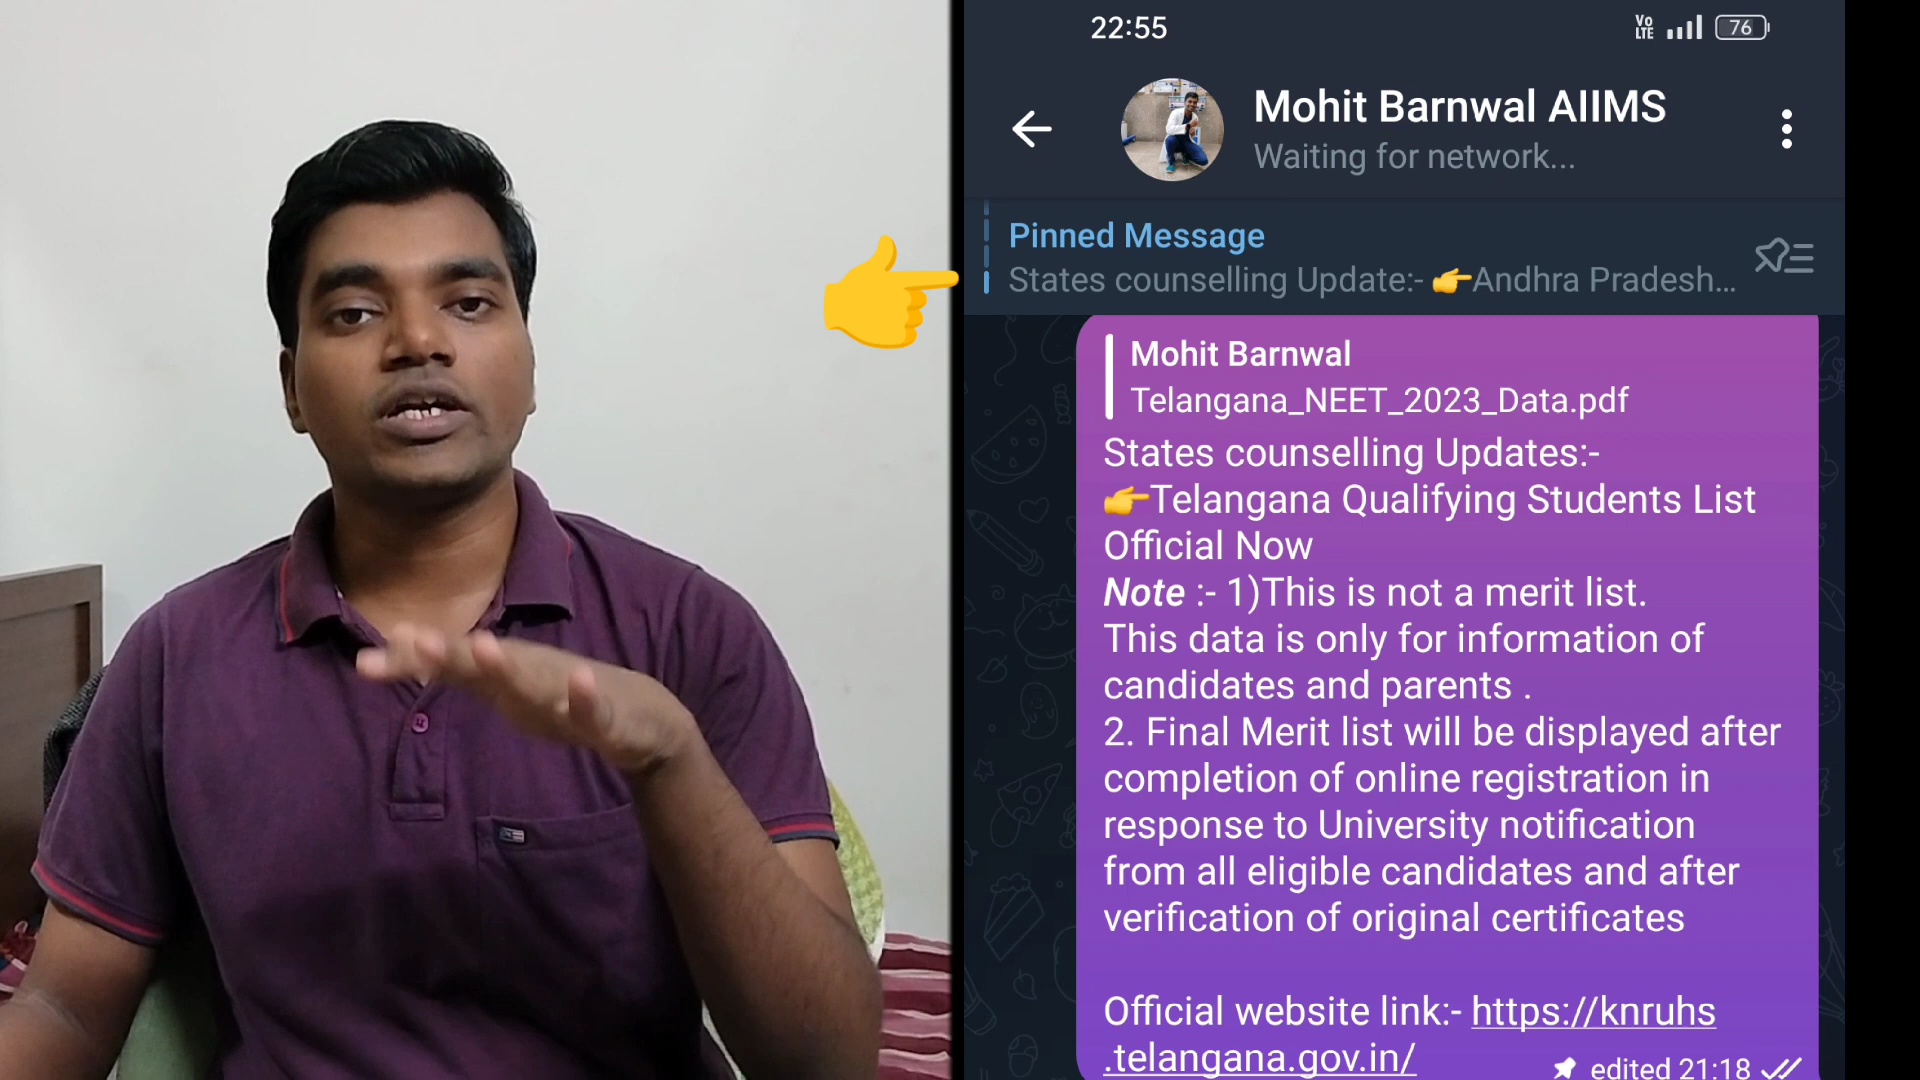 22:55
Vo
LTE
76
Mohit Barnwal AIIMS
Waiting for network...
Pinned Message
States counselling Update:- 👉Andhra Pradesh...
Mohit Barnwal
Telangana_NEET_2023_Data.pdf
States counselling Updates:-
👉Telangana Qualifying Students List
Official Now
Note :- 1)This is not a merit list.
This data is only for information of
candidates and parents .
2. Final Merit list will be displayed after
completion of online registration in
response to University notification
from all eligible candidates and after
verification of original certificates
Official website link:- https://knruhs
.telangana.gov.in/
edited 21:18